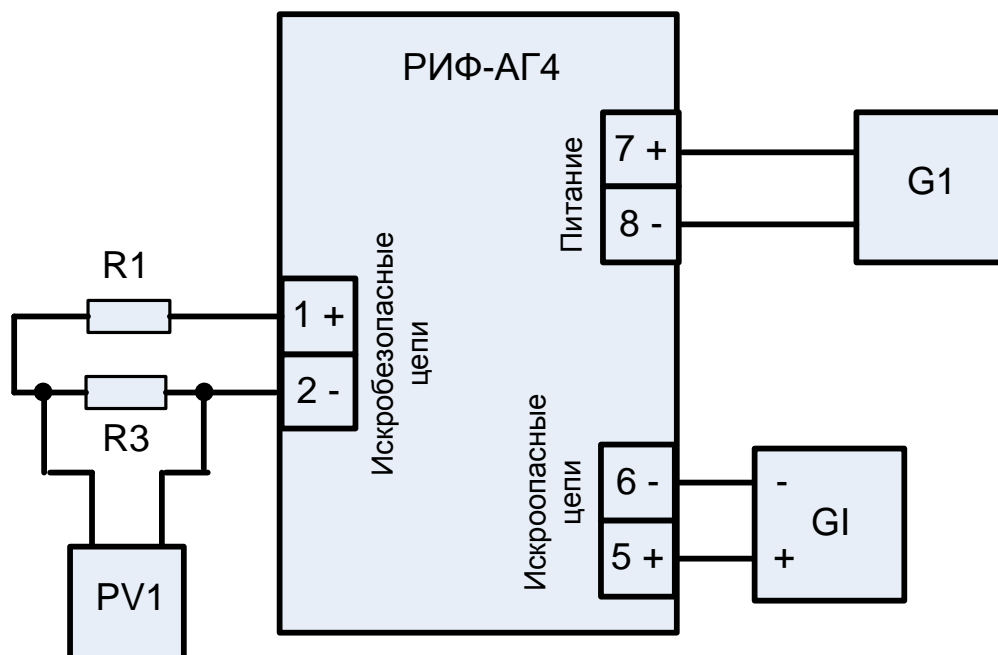 РИФ-АГ4
7 +
8 -
Питание
G1
R1
1 +
2 -
Искробезопасные
цепи
R3
PV1
Искроопасные
цепи
6 -
5 +
-
+
GI